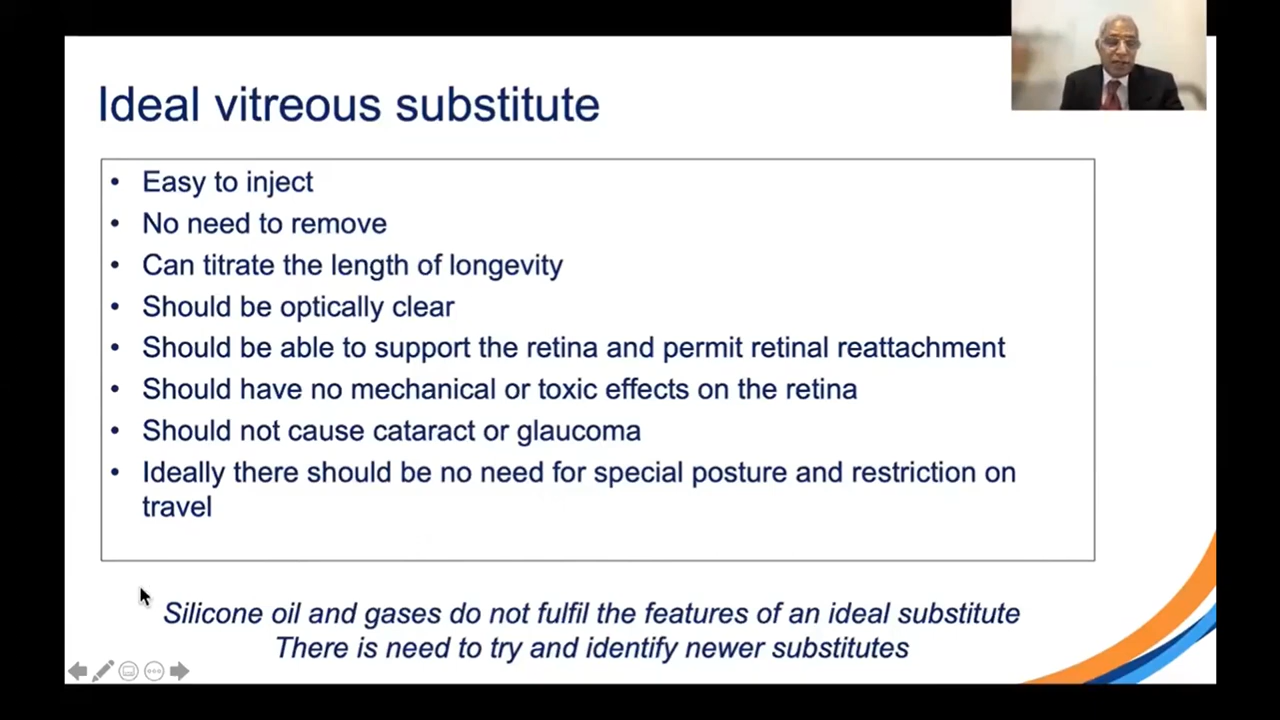 Ideal vitreous substitute
• Easy to inject
• No need to remove
• Can titrate the length of longevity
• Should be optically clear
• Should be able to support the retina and permit retinal reattachment
• Should have no mechanical or toxic effects on the retina
• Should not cause cataract or glaucoma
• Ideally there should be no need for special posture and restriction on
travel
Silicone oil and gases do not fulfil the features of an ideal substitute
There is need to try and identify newer substitutes